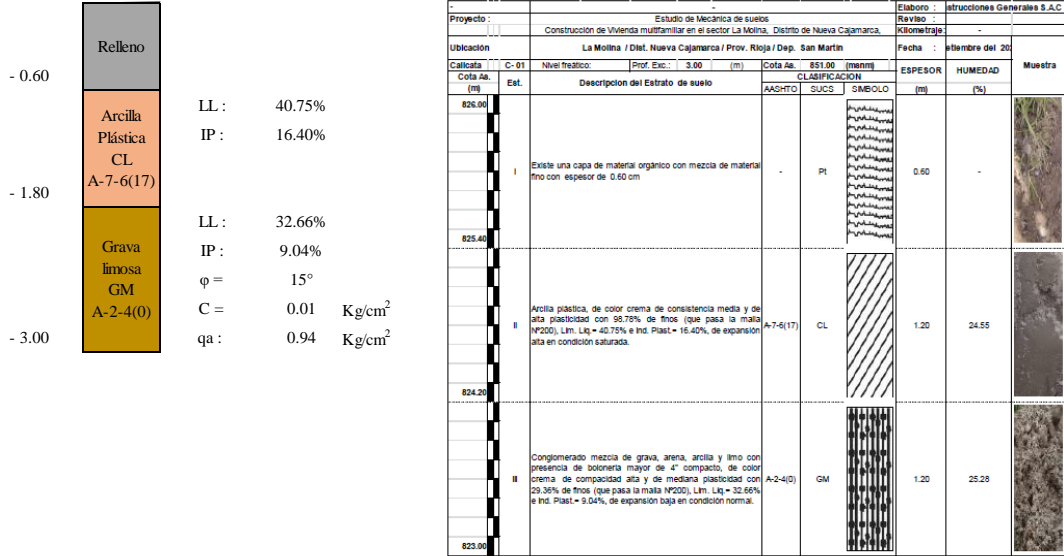 Relleno
- 0.60
Arcilla
Plástica
CL
A-7-6(17)
LL : 40.75%
IP : 16.40%
- 1.80
Grava
limosa
GM
A-2-4(0)
LL : 32.66%
IP : 9.04%
φ = 15°
C = 0.01 Kg/cm2
qa : 0.94 Kg/cm2
- 3.00
- - Elaboro : strucciones Generales S.A.C
Proyecto : Estudio de Mecánica de suelos Reviso :
Construcción de Vivienda multifamiliar en el sector La Molina, Distrito de Nueva Cajamarca, Kilometraje: -
Ubicación La Molina / Dist. Nueva Cajamarca / Prov. Rioja / Dep. San Martin Fecha : etiembre del 20
Calicata C- 01 Nivel freático: Prof. Exc.: 3.00 (m) Cota As. 851.00 (msnm) ESPESOR HUMEDAD Muestra
Cota As. Est. Descripcion del Estrato de suelo CLASIFICACION
(m) AASHTO SUCS SIMBOLO (m) (%)
826.00
I Existe una capa de material orgánico con mezcla de material
fino con espesor de 0.60 cm - Pt 0.60 -
825.40
II Arcilla plástica, de color crema de consistencia media y de
alta plasticidad con 98.78% de finos (que pasa la malla
Nº200), Lim. Liq.= 40.75% e Ind. Plast.= 16.40%, de expansión
alta en condición saturada. A-7-6(17) CL 1.20 24.55
824.20
III Conglomerado mezcla de grava, arena, arcilla y limo con
presencia de bolonería mayor de 4" compacto, de color
crema de compacidad alta y de mediana plasticidad con
29.36% de finos (que pasa la malla Nº200), Lim. Liq.= 32.66%
e Ind. Plast.= 9.04%, de expansión baja en condición normal. A-2-4(0) GM 1.20 25.28
823.00